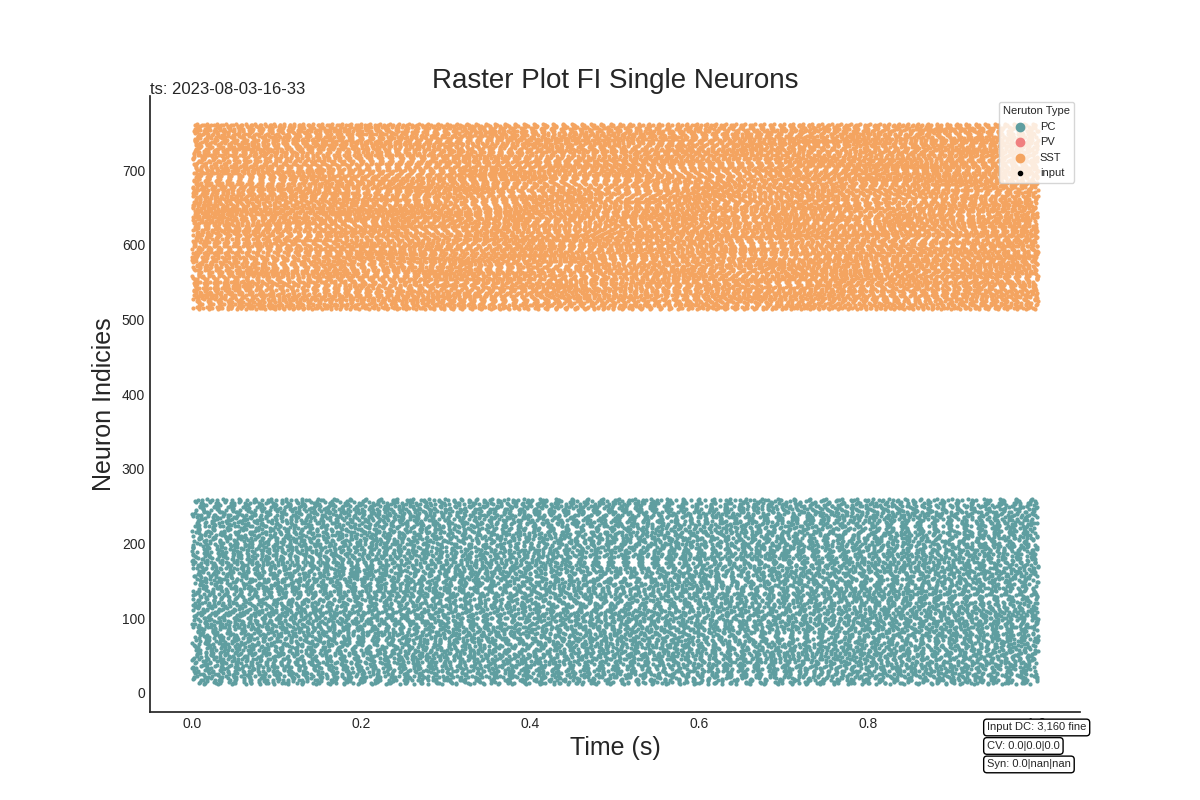 Raster Plot FI Single Neurons
ts: 2023-08-03-16-33
Neruton Type
PC
PV
SST
input
Neuron Indicies
700
600
500
400
300
200
100
0
0.0 0.2 0.4 0.6 0.8
Time (s)
Input DC: 3,160 fine
CV: 0.0|0.0|0.0
Syn: 0.0|nan|nan